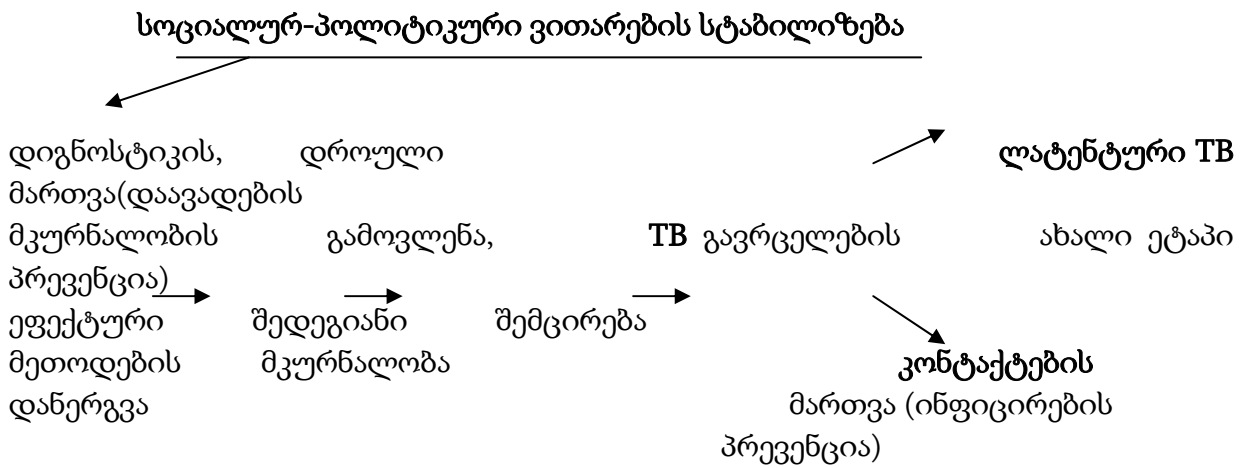 სოციალურ-პოლიტიკური ვითარების სტაბილიზება
დიგნოსტიკის, დროული ლატენტური TB
მართვა(დაავადების
მკურნალობის გამოვლენა, TB გავრცელების ახალი ეტაპი
პრევენცია)
ეფექტური შედეგიანი შემცირება
მეთოდების მკურნალობა კონტაქტების
დანერგვა მართვა (ინფიცირების
პრევენცია)